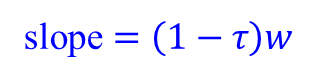 slope = (1 − τ)w